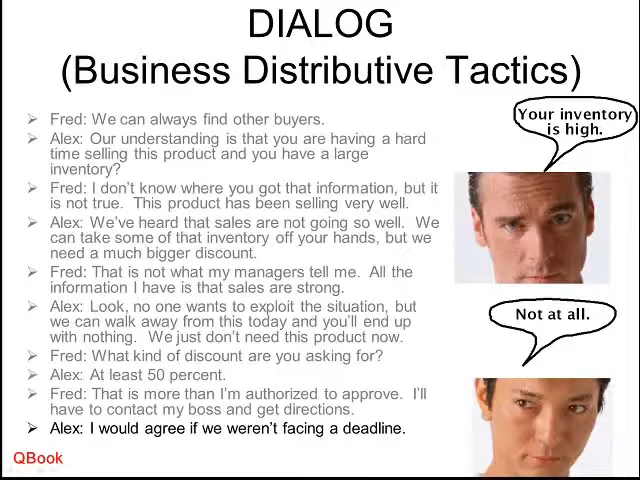 DIALOG
(Business Distributive Tactics)
➢ Fred: We can always find other buyers.
➢ Alex: Our understanding is that you are having a hard
time selling this product and you have a large
inventory?
➢ Fred: I don't know where you got that information, but it
is not true.  This product has been selling very well.
➢ Alex: We've heard that sales are not going so well.  We
can take some of that inventory off your hands, but we
need a much bigger discount.
➢ Fred: That is not what my managers tell me.  All the
information I have is that sales are strong.
➢ Alex: Look, no one wants to exploit the situation, but
we can walk away from this today and you'll end up
with nothing.  We just don't need this product now.
➢ Fred: What kind of discount are you asking for?
➢ Alex: At least 50 percent.
➢ Fred: That is more than I'm authorized to approve.  I'll
have to contact my boss and get directions.
➢ Alex: I would agree if we weren't facing a deadline.
Your inventory
is high.
Not at all.
QBook